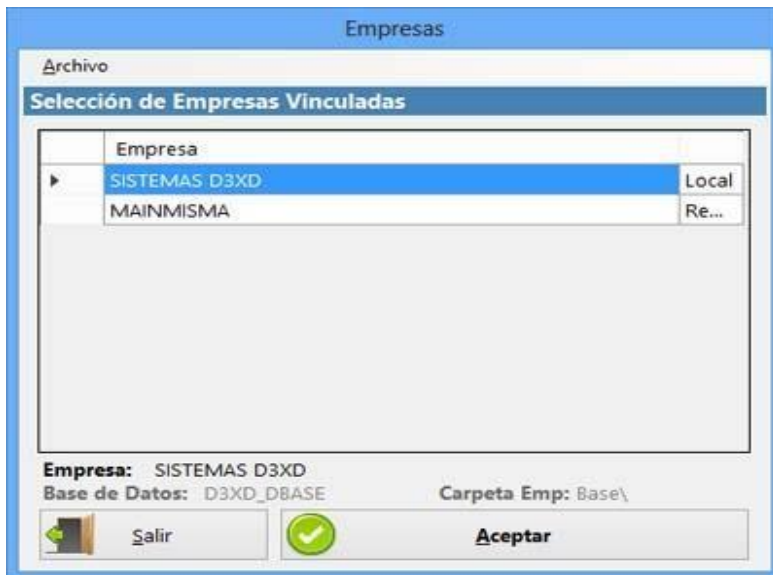 Empresas
Archivo
Selección de Empresas Vinculadas
Empresa
SISTEMAS D3XD Local
MAINMISMA Re...
Empresa: SISTEMAS D3XD
Base de Datos: D3XD_DBASE Carpeta Emp: Base\
Salir Aceptar